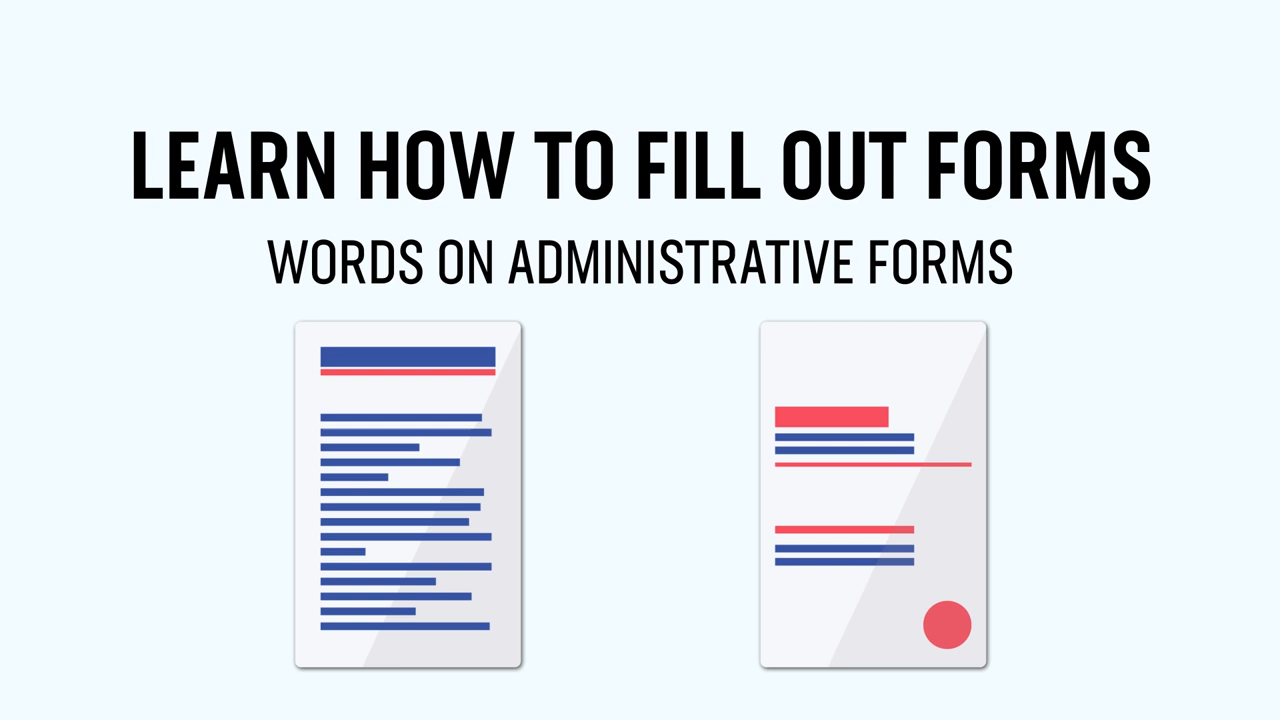 LEARN HOW TO FILL OUT FORMS
WORDS ON ADMINISTRATIVE FORMS